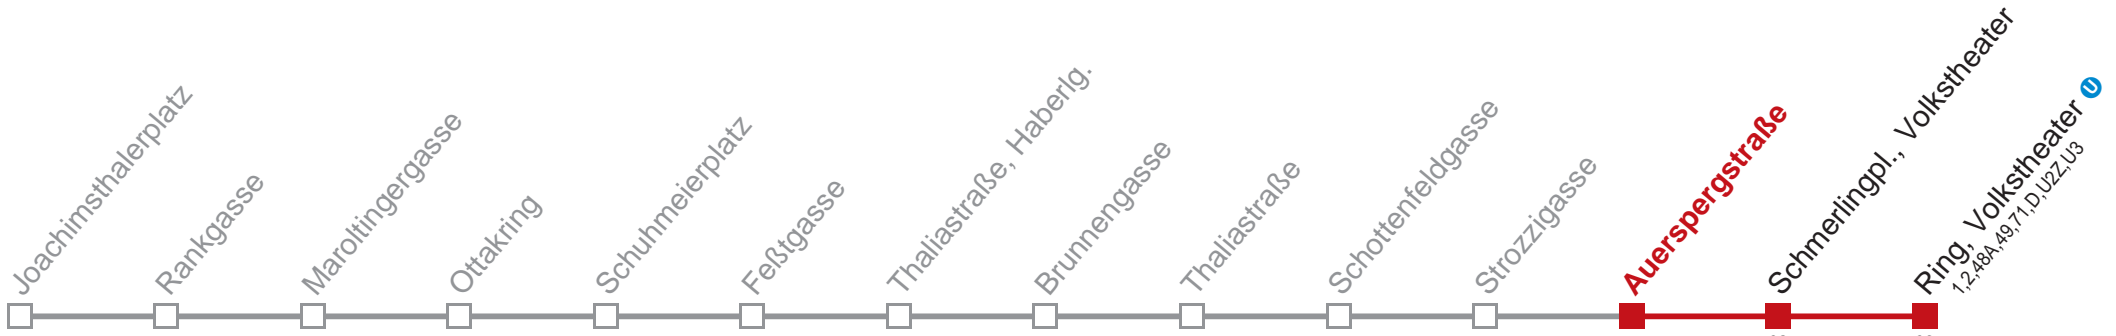 Joachimsthalerplatz
Rankgasse
Maroltingergasse
Ottakring
Schuhmeierplatz
Feßtgasse
Thaliastraße, Haberlg.
Brunnengasse
Thaliastraße
Schottenfeldgasse
Strozzigasse
Auerspergstraße
Schmerlingpl., Volkstheater
Ring, Volkstheater U
1,2,48A,49,71,D,U2Z,U3